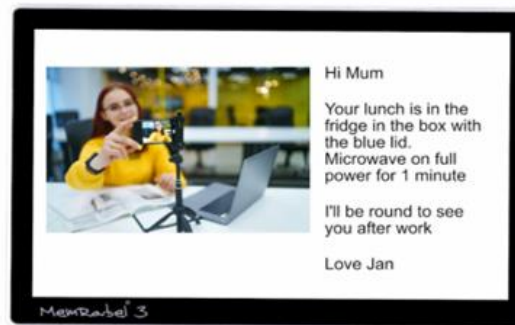 Hi Mum
Your lunch is in the
fridge in the box with
the blue lid.
Microwave on full
power for 1 minute
I'll be round to see
you after work
Love Jan
MemRabel 3